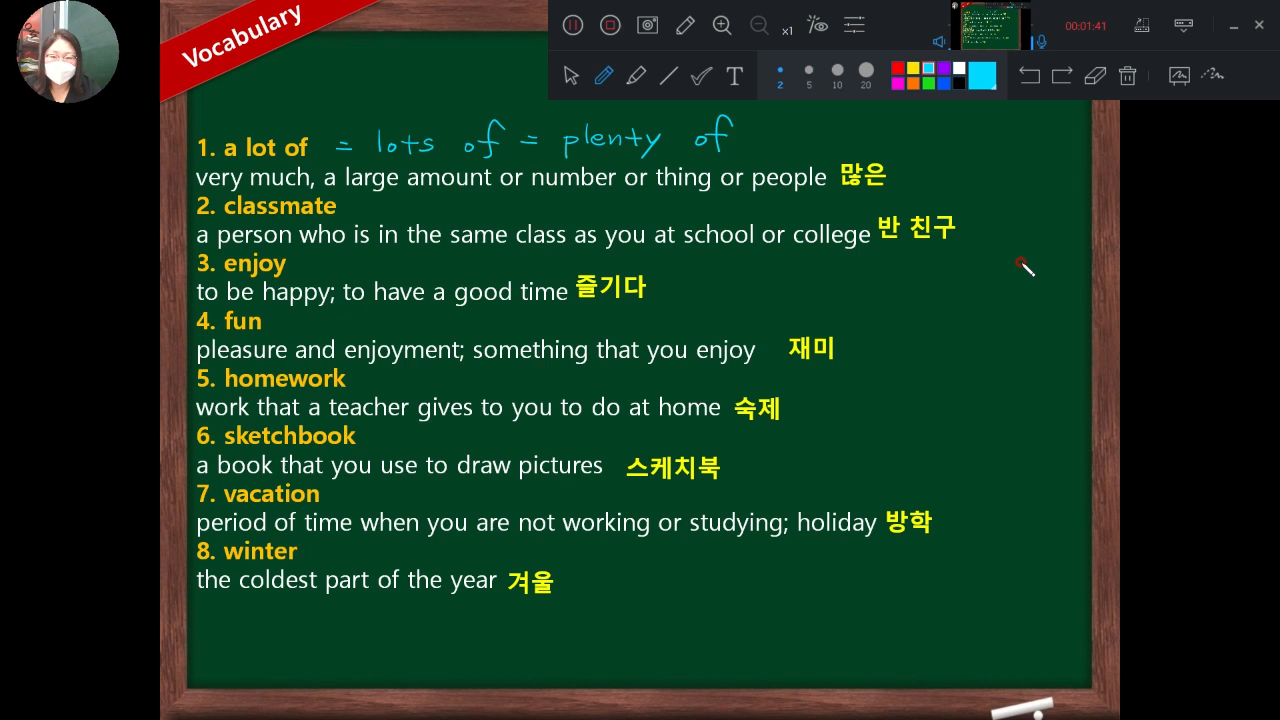 Vocabulary
x1
00:01:41
T
2 5 10 20
1. a lot of = lots of = plenty of
very much, a large amount or number or thing or people 많은
2. classmate
a person who is in the same class as you at school or college 반 친구
3. enjoy
to be happy; to have a good time 즐기다
4. fun
pleasure and enjoyment; something that you enjoy 재미
5. homework
work that a teacher gives to you to do at home 숙제
6. sketchbook
a book that you use to draw pictures 스케치북
7. vacation
period of time when you are not working or studying; holiday 방학
8. winter
the coldest part of the year 겨울